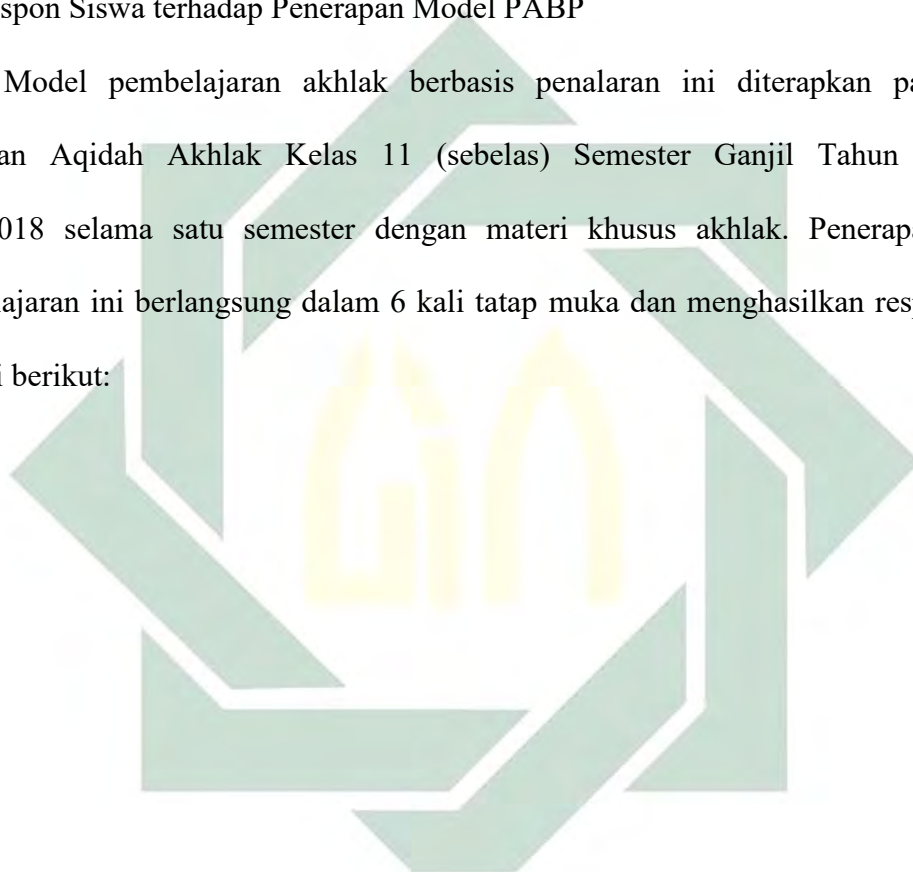 spon Siswa terhadap Penerapan Model PABP
Model pembelajaran akhlak berbasis penalaran ini diterapkan pa
an Aqidah Akhlak Kelas 11 (sebelas) Semester Ganjil Tahun
018 selama satu semester dengan materi khusus akhlak. Penerapa
lajaran ini berlangsung dalam 6 kali tatap muka dan menghasilkan resp
i berikut: